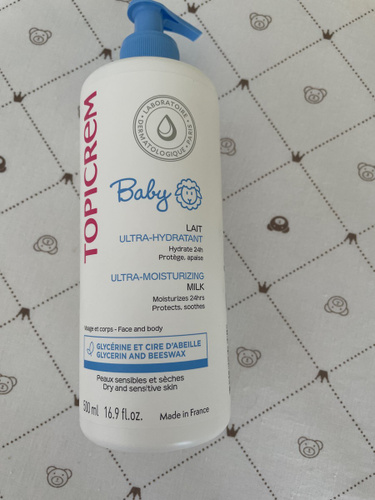 TOPICREM
LABORATOIRE • PARIS • DERMATOLOGIQUE
Baby
LAIT
ULTRA-HYDRATANT
Hydrate 24h
Protège, apaise
ULTRA-MOISTURIZING
MILK
Moisturizes 24hrs
Protects, soothes
Visage et corps - Face and body
GLYCÉRINE ET CIRE D'ABEILLE
GLYCERIN AND BEESWAX
Peaux sensibles et sèches
Dry and sensitive skin
500 ml 16.9 fl.oz. Made in France